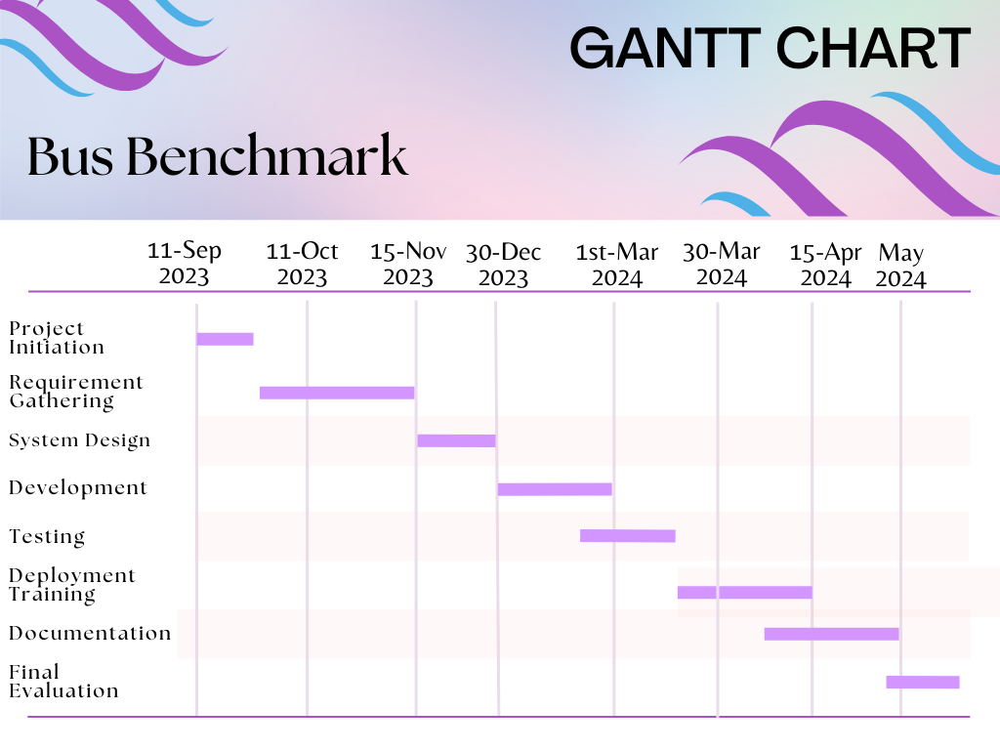 GANTT CHART
Bus Benchmark
11-Sep
2023
11-Oct
2023
15-Nov
2023
30-Dec
2023
1st-Mar
2024
30-Mar
2024
15-Apr
2024
May
2024
Project
Initiation
Requirement
Gathering
System Design
Development
Testing
Deployment
Training
Documentation
Final
Evaluation